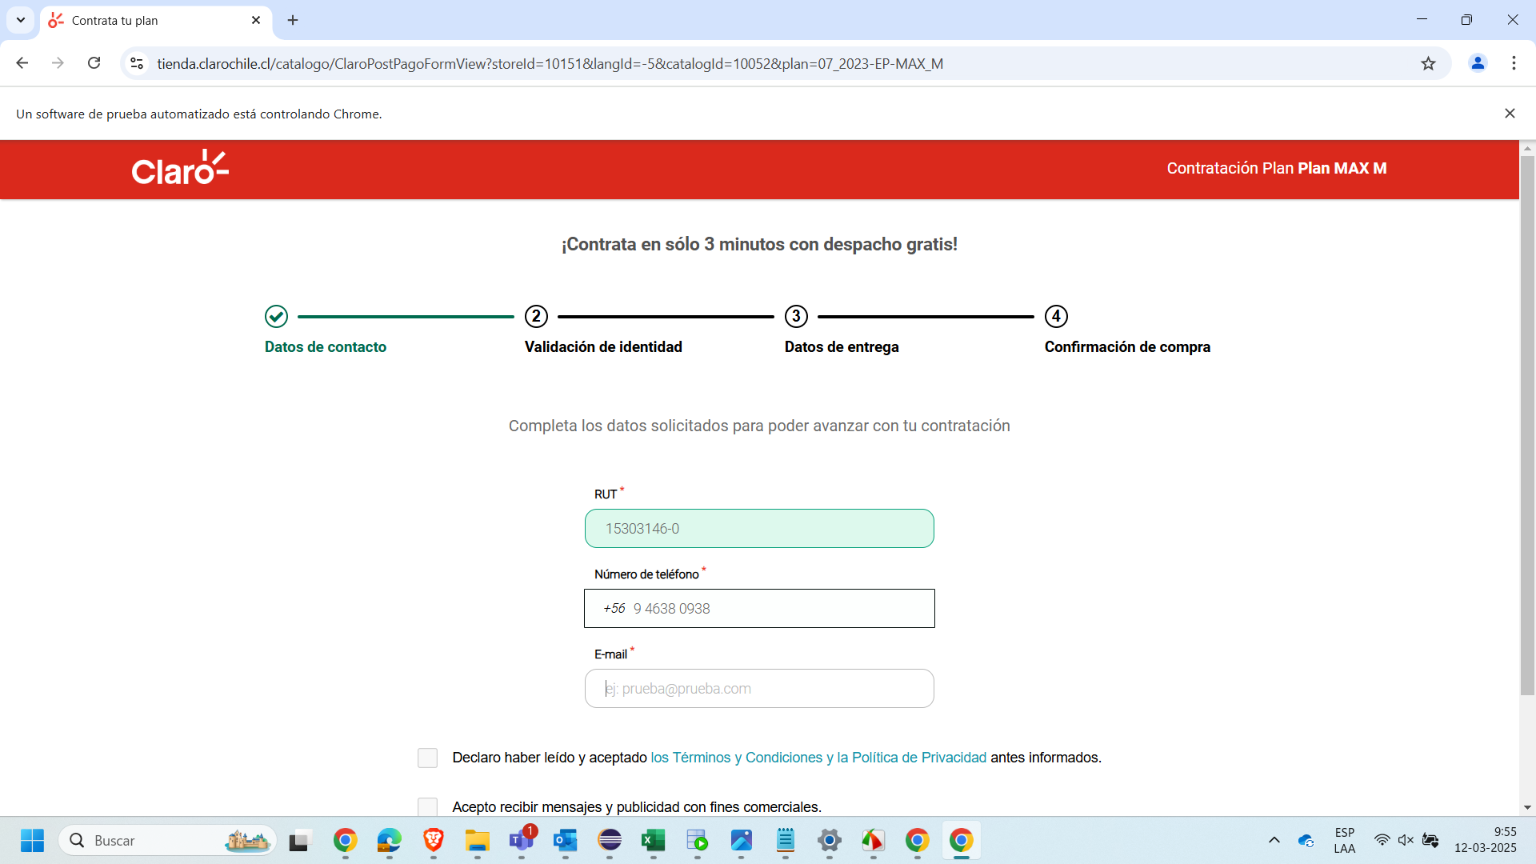 Contrata tu plan
tienda.clarochile.cl/catalogo/ClaroPostPagoFormView?storeId=10151&langId=-5&catalogId=10052&plan=07_2023-EP-MAX_M
Un software de prueba automatizado está controlando Chrome.
Claro
Contratación Plan Plan MAX M
¡Contrata en sólo 3 minutos con despacho gratis!
2 3 4
Datos de contacto Validación de identidad Datos de entrega Confirmación de compra
Completa los datos solicitados para poder avanzar con tu contratación
RUT *
15303146-0
Número de teléfono *
+56 9 4638 0938
E-mail *
ej: prueba@prueba.com
Declaro haber leído y aceptado los Términos y Condiciones y la Política de Privacidad antes informados.
Acepto recibir mensajes y publicidad con fines comerciales.
Buscar
1
ESP
LAA
9:55
12-03-2025